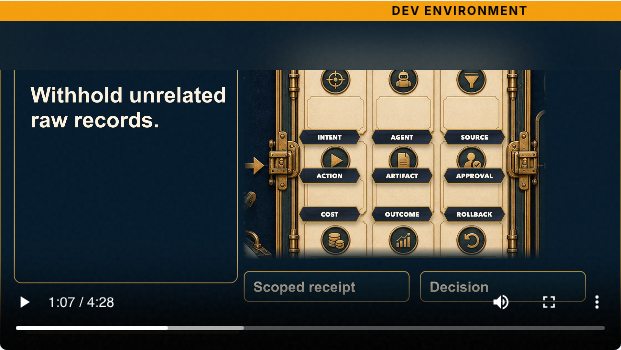 DEV ENVIRONMENT
Withhold unrelated
raw records.
INTENT AGENT SOURCE
ACTION ARTIFACT APPROVAL
COST OUTCOME ROLLBACK
Scoped receipt Decision
1:07 / 4:28